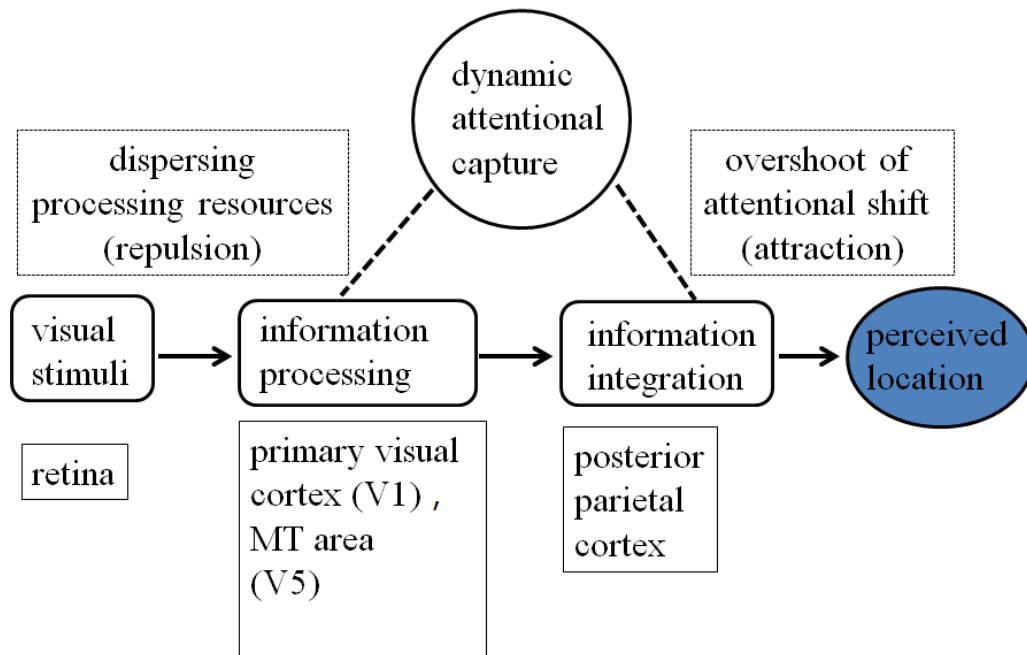 dynamic
attentional
capture
dispersing
processing resources
(repulsion)
overshoot of
attentional shift
(attraction)
visual
stimuli
information
processing
information
integration
perceived
location
retina
primary visual
cortex (V1) ,
MT area
(V5)
posterior
parietal
cortex